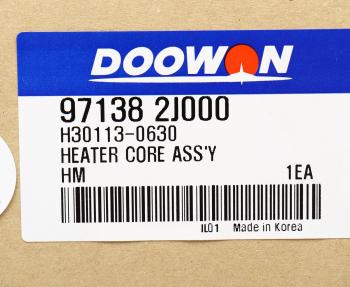 DOOWON
97138 2J000
H30113-0630
HEATER CORE ASS'Y
HM 1EA
IL01 Made in Korea